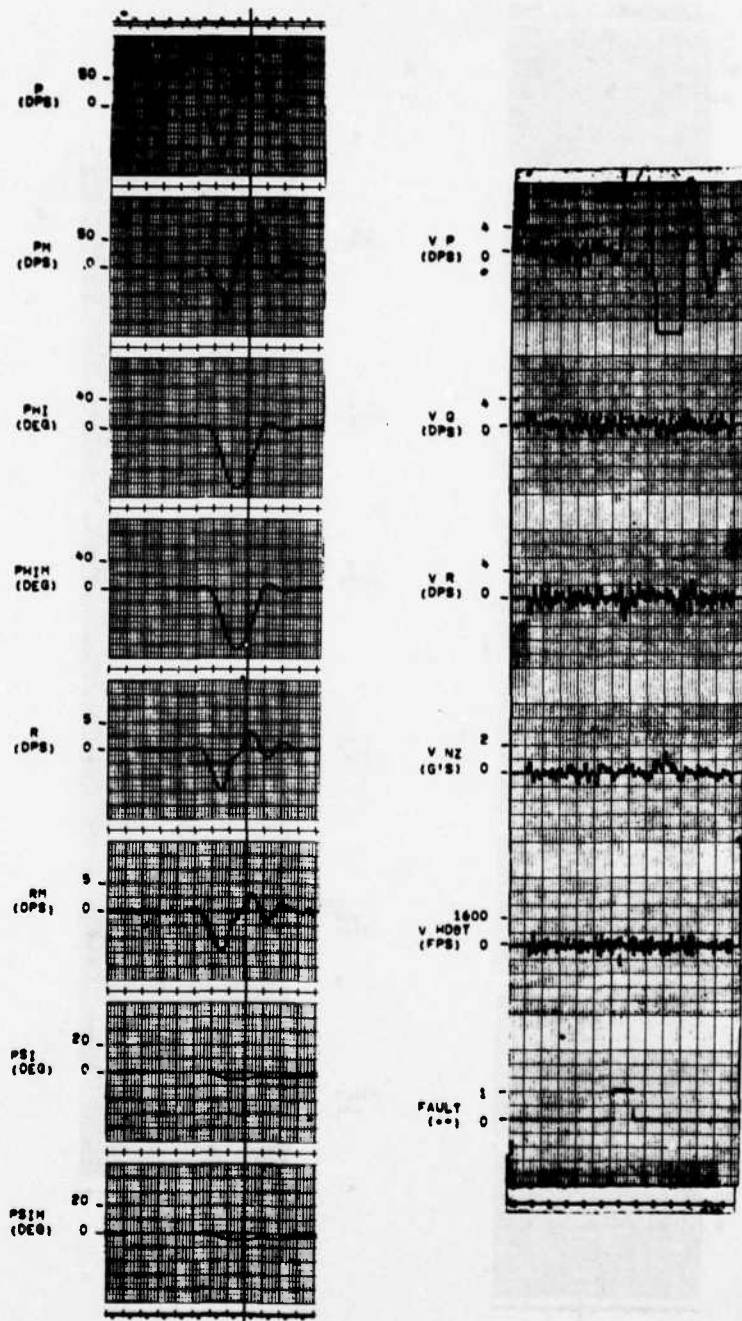 P
(DPS)
50
0
PM
(DPS)
50
0
PHI
(DEG)
40
0
PHIM
(DEG)
40
0
R
(DPS)
5
0
RM
(DPS)
5
0
PSI
(DEG)
20
0
PSIM
(DEG)
20
0
V P
(DPS)
4
0
V Q
(DPS)
4
0
V R
(DPS)
4
0
V NZ
(G'S)
2
0
V HDOT
(FPS)
1600
0
FAULT
(**)
1
0